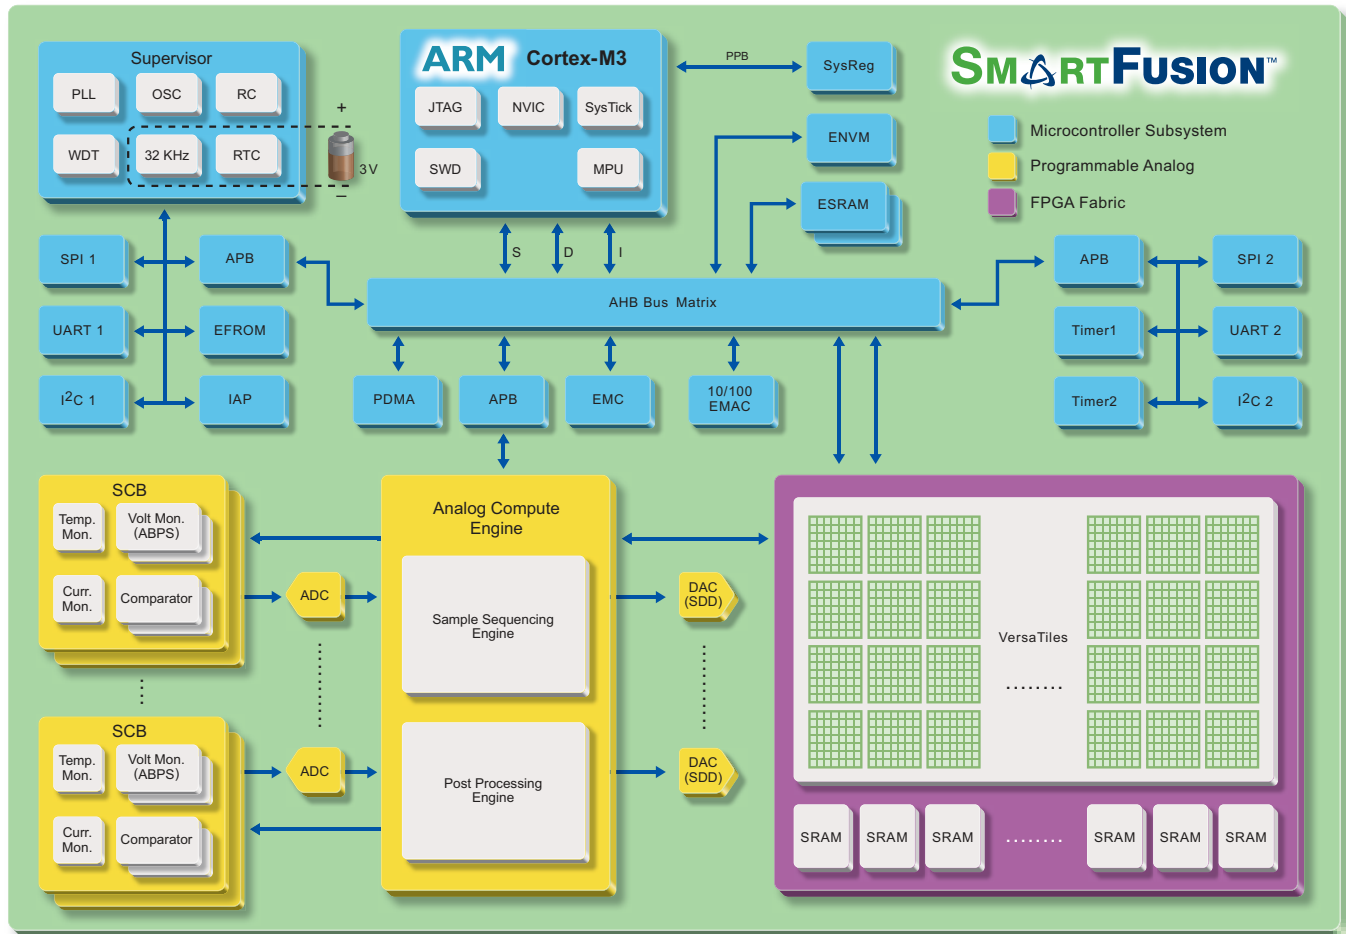 Supervisor
PLL
OSC
RC
WDT
32 KHz
RTC
+
3V
–
ARM Cortex-M3
JTAG
NVIC
SysTick
SWD
MPU
PPB
SysReg
ENVM
ESRAM
SMARTFUSION™
Microcontroller Subsystem
Programmable Analog
FPGA Fabric
S
D
I
SPI 1
APB
UART 1
EFROM
I2C 1
IAP
AHB Bus Matrix
PDMA
APB
EMC
10/100
EMAC
APB
SPI 2
Timer1
UART 2
Timer2
I2C 2
SCB
Temp.
Mon.
Volt Mon.
(ABPS)
Curr.
Mon.
Comparator
ADC
SCB
Temp.
Mon.
Volt Mon.
(ABPS)
Curr.
Mon.
Comparator
ADC
Analog Compute
Engine
Sample Sequencing
Engine
Post Processing
Engine
DAC
(SDD)
DAC
(SDD)
VersaTiles
........
SRAM
SRAM
SRAM
........
SRAM
SRAM
SRAM